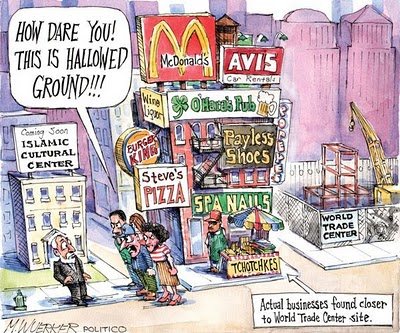 HOW DARE YOU!
THIS IS HALLOWED
GROUND!!!
McDonald's
AVIS
Car Rentals
Wine
Liquor
O'Hara's Pub
Coming Soon
ISLAMIC
CULTURAL
CENTER
BURGER
KING
Payless
Shoes
Steve's
PIZZA
SPA NAILS
TCHOTCHKES
WORLD
TRADE
CENTER
Actual businesses found closer
to World Trade Center site.
M.WUERKER POLITICO